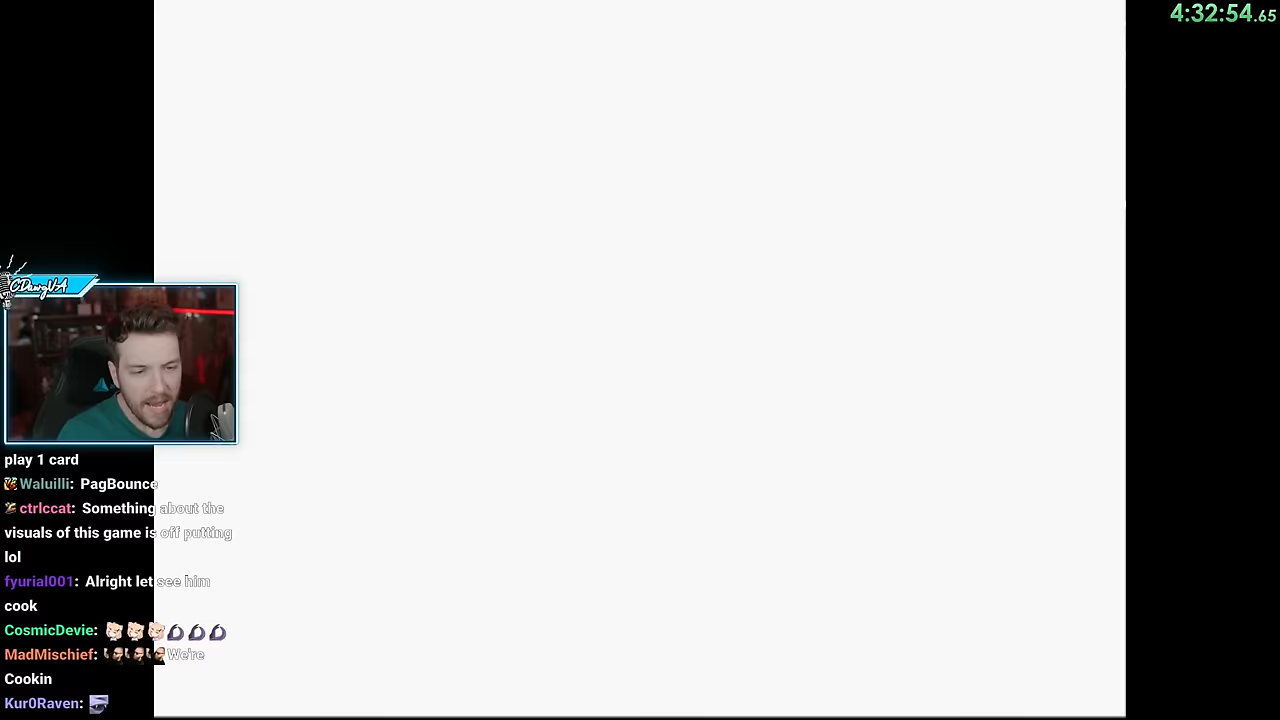 4:32:54.65
CDawgVA
play 1 card
Waluilli: PagBounce
ctrlccat: Something about the
visuals of this game is off putting
lol
fyurial001: Alright let see him
cook
CosmicDevie:
MadMischief: We're
Cookin
Kur0Raven: